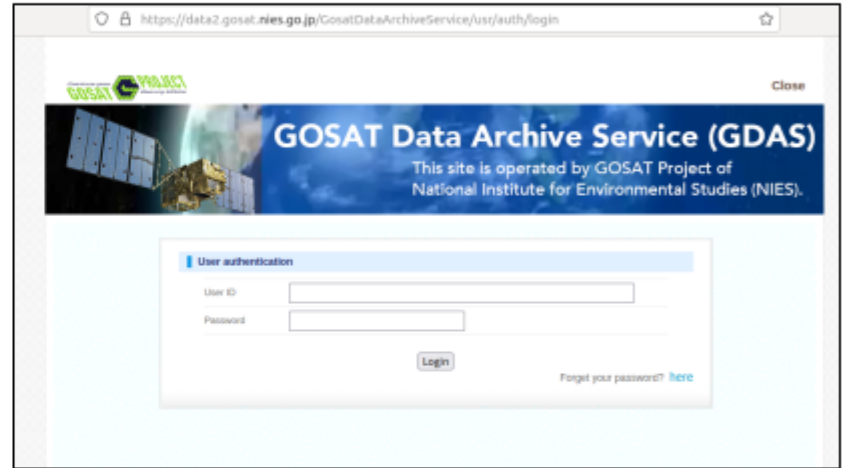 https://data2.gosat.nies.go.jp/GosatDataArchiveService/usr/auth/login
GOSAT PROJECT
Close
GOSAT Data Archive Service (GDAS)
This site is operated by GOSAT Project of
National Institute for Environmental Studies (NIES).
User authentication
User ID
Password
Login
Forget your password? here